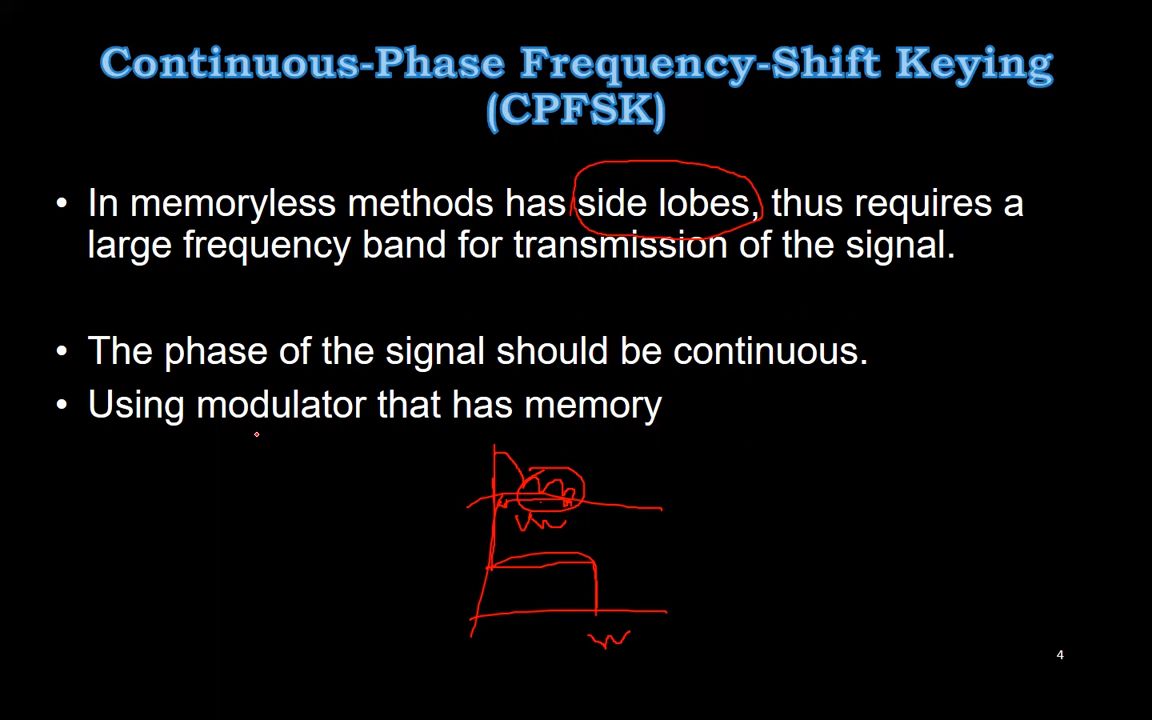 Continuous-Phase Frequency-Shift Keying
(CPFSK)
• In memoryless methods has side lobes, thus requires a
large frequency band for transmission of the signal.
• The phase of the signal should be continuous.
• Using modulator that has memory
4